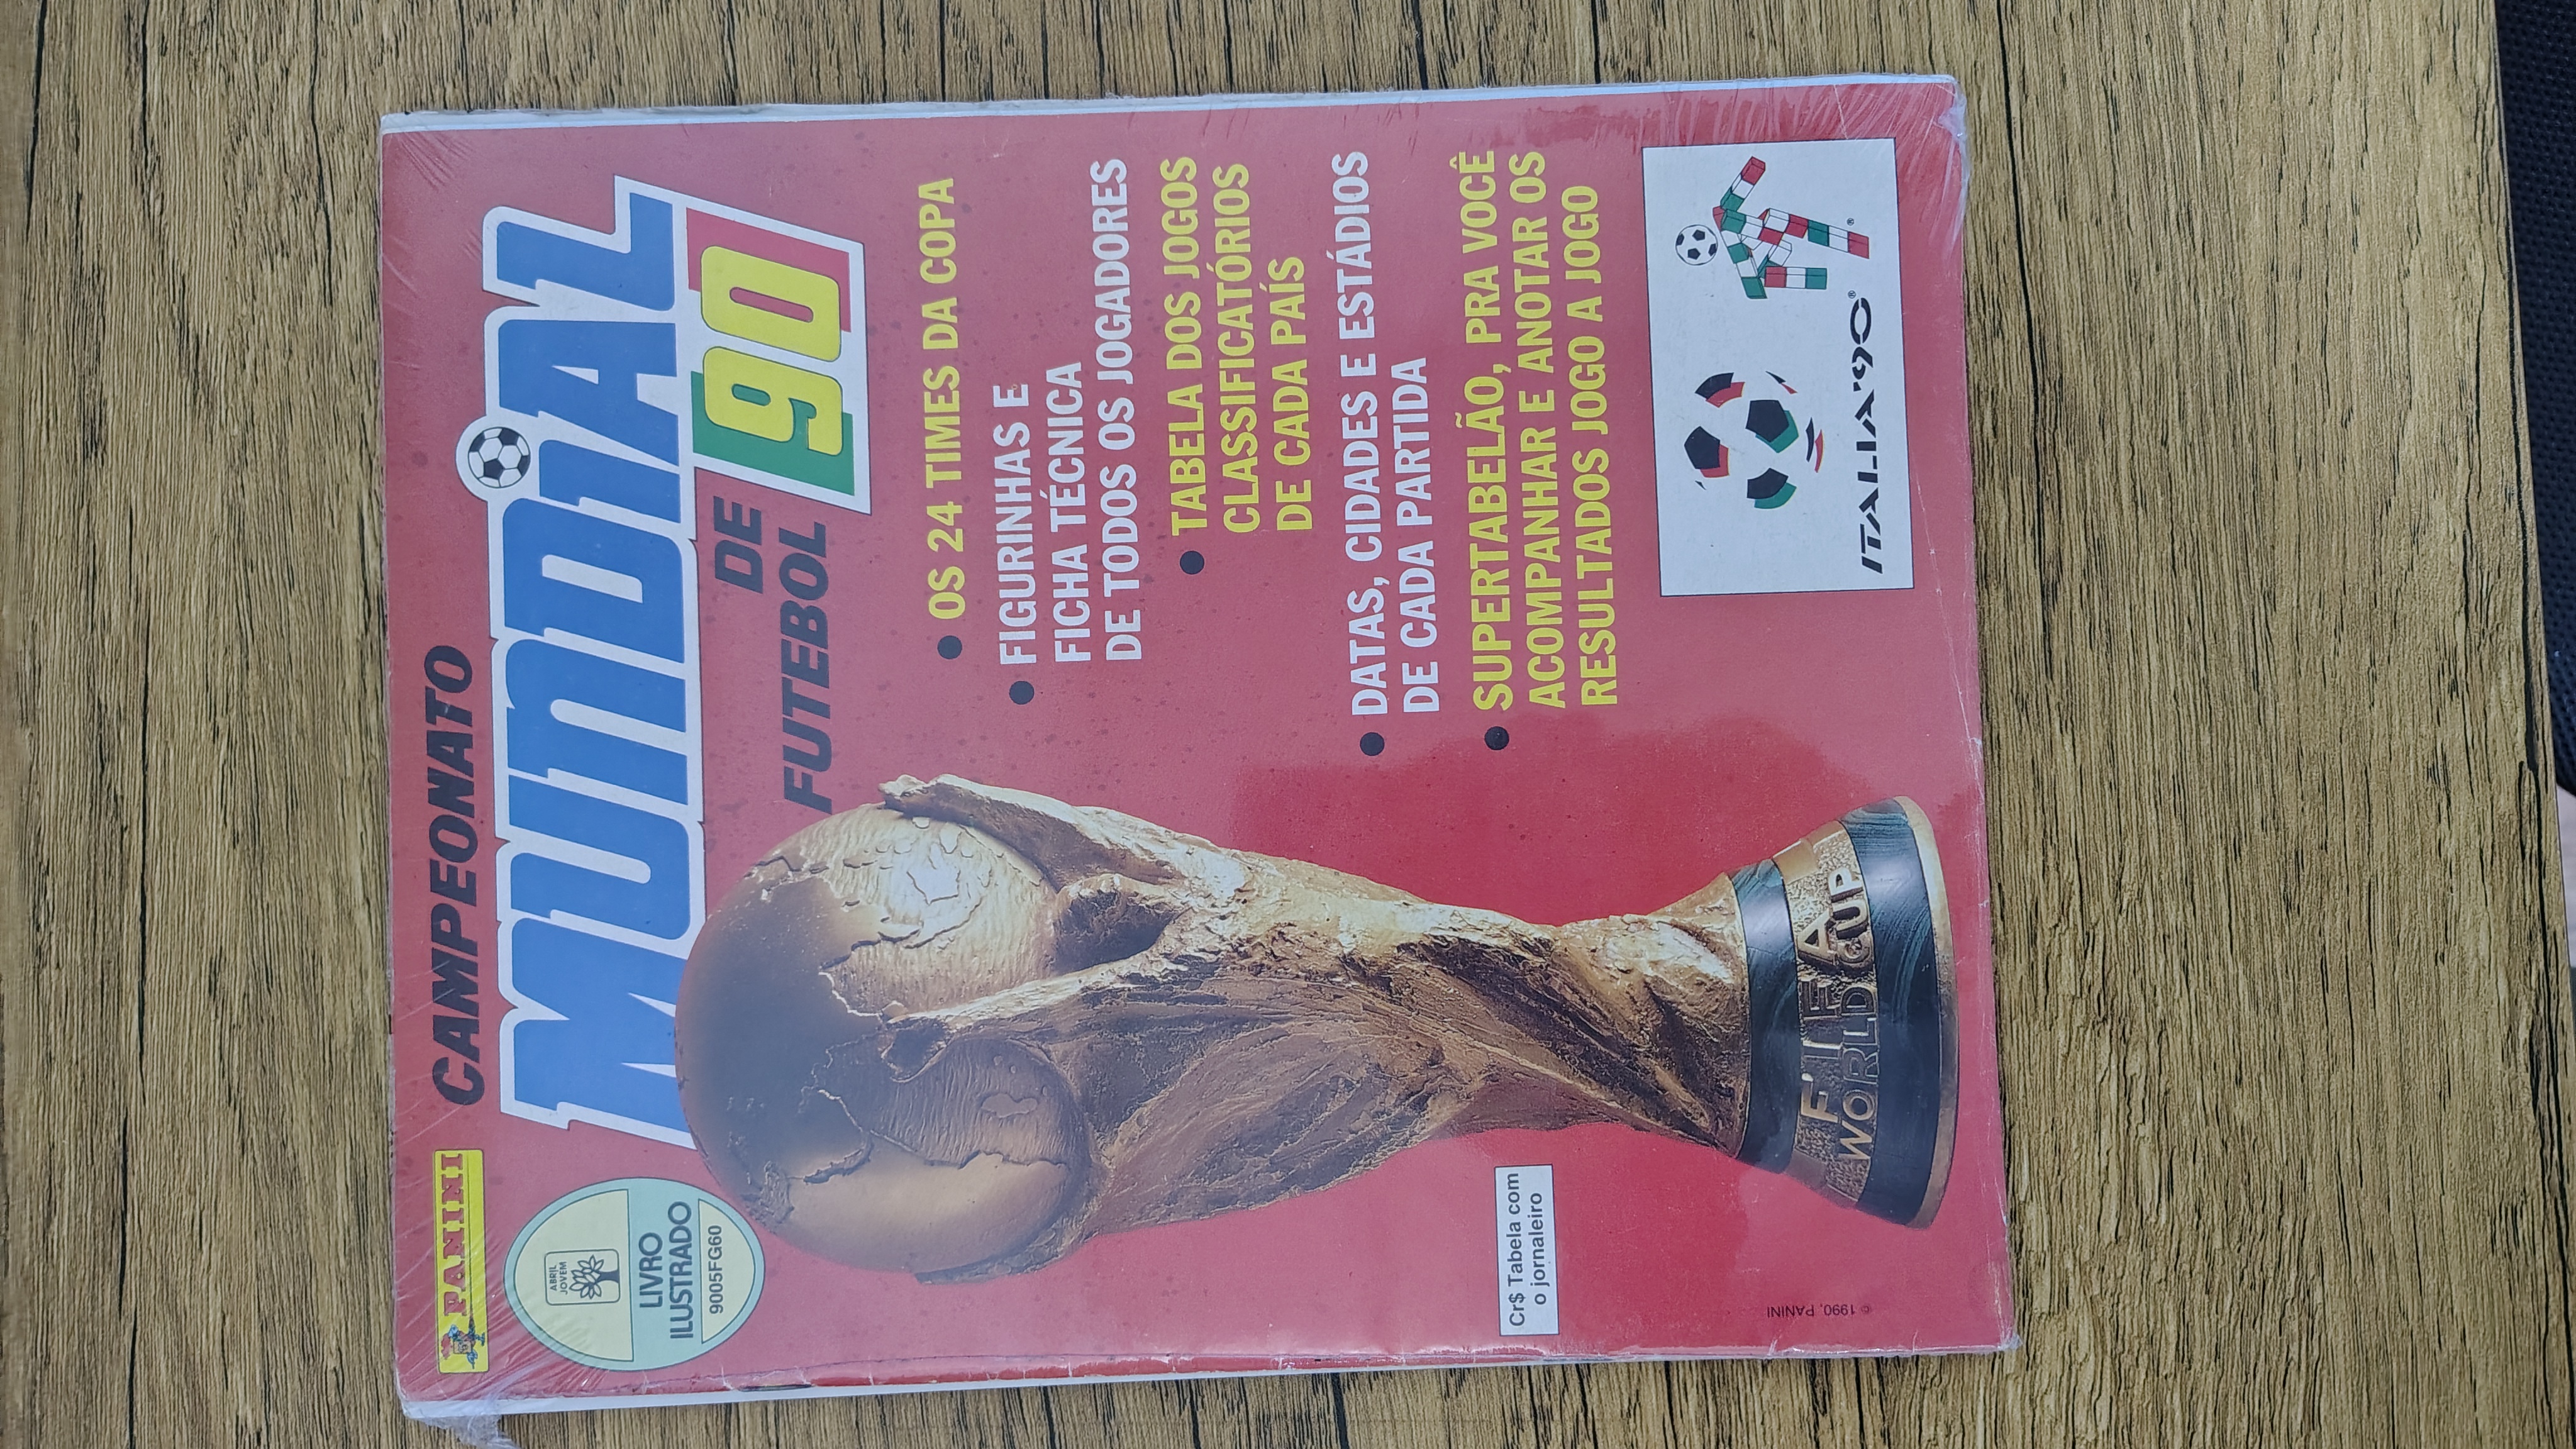 PANINI
CAMPEONATO
MUNDIAL
DE
FUTEBOL
90
ABRIL
JOVEM
LIVRO
ILUSTRADO
9005FG60
• OS 24 TIMES DA COPA
• FIGURINHAS E
FICHA TÉCNICA
DE TODOS OS JOGADORES
• TABELA DOS JOGOS
CLASSIFICATÓRIOS
DE CADA PAÍS
• DATAS, CIDADES E ESTÁDIOS
DE CADA PARTIDA
• SUPERTABELÃO, PRA VOCÊ
ACOMPANHAR E ANOTAR OS
RESULTADOS JOGO A JOGO
Cr$ Tabela com
o jornaleiro
FIFA
WORLD CUP
ITALIA'90®
®
© 1990, PANINI